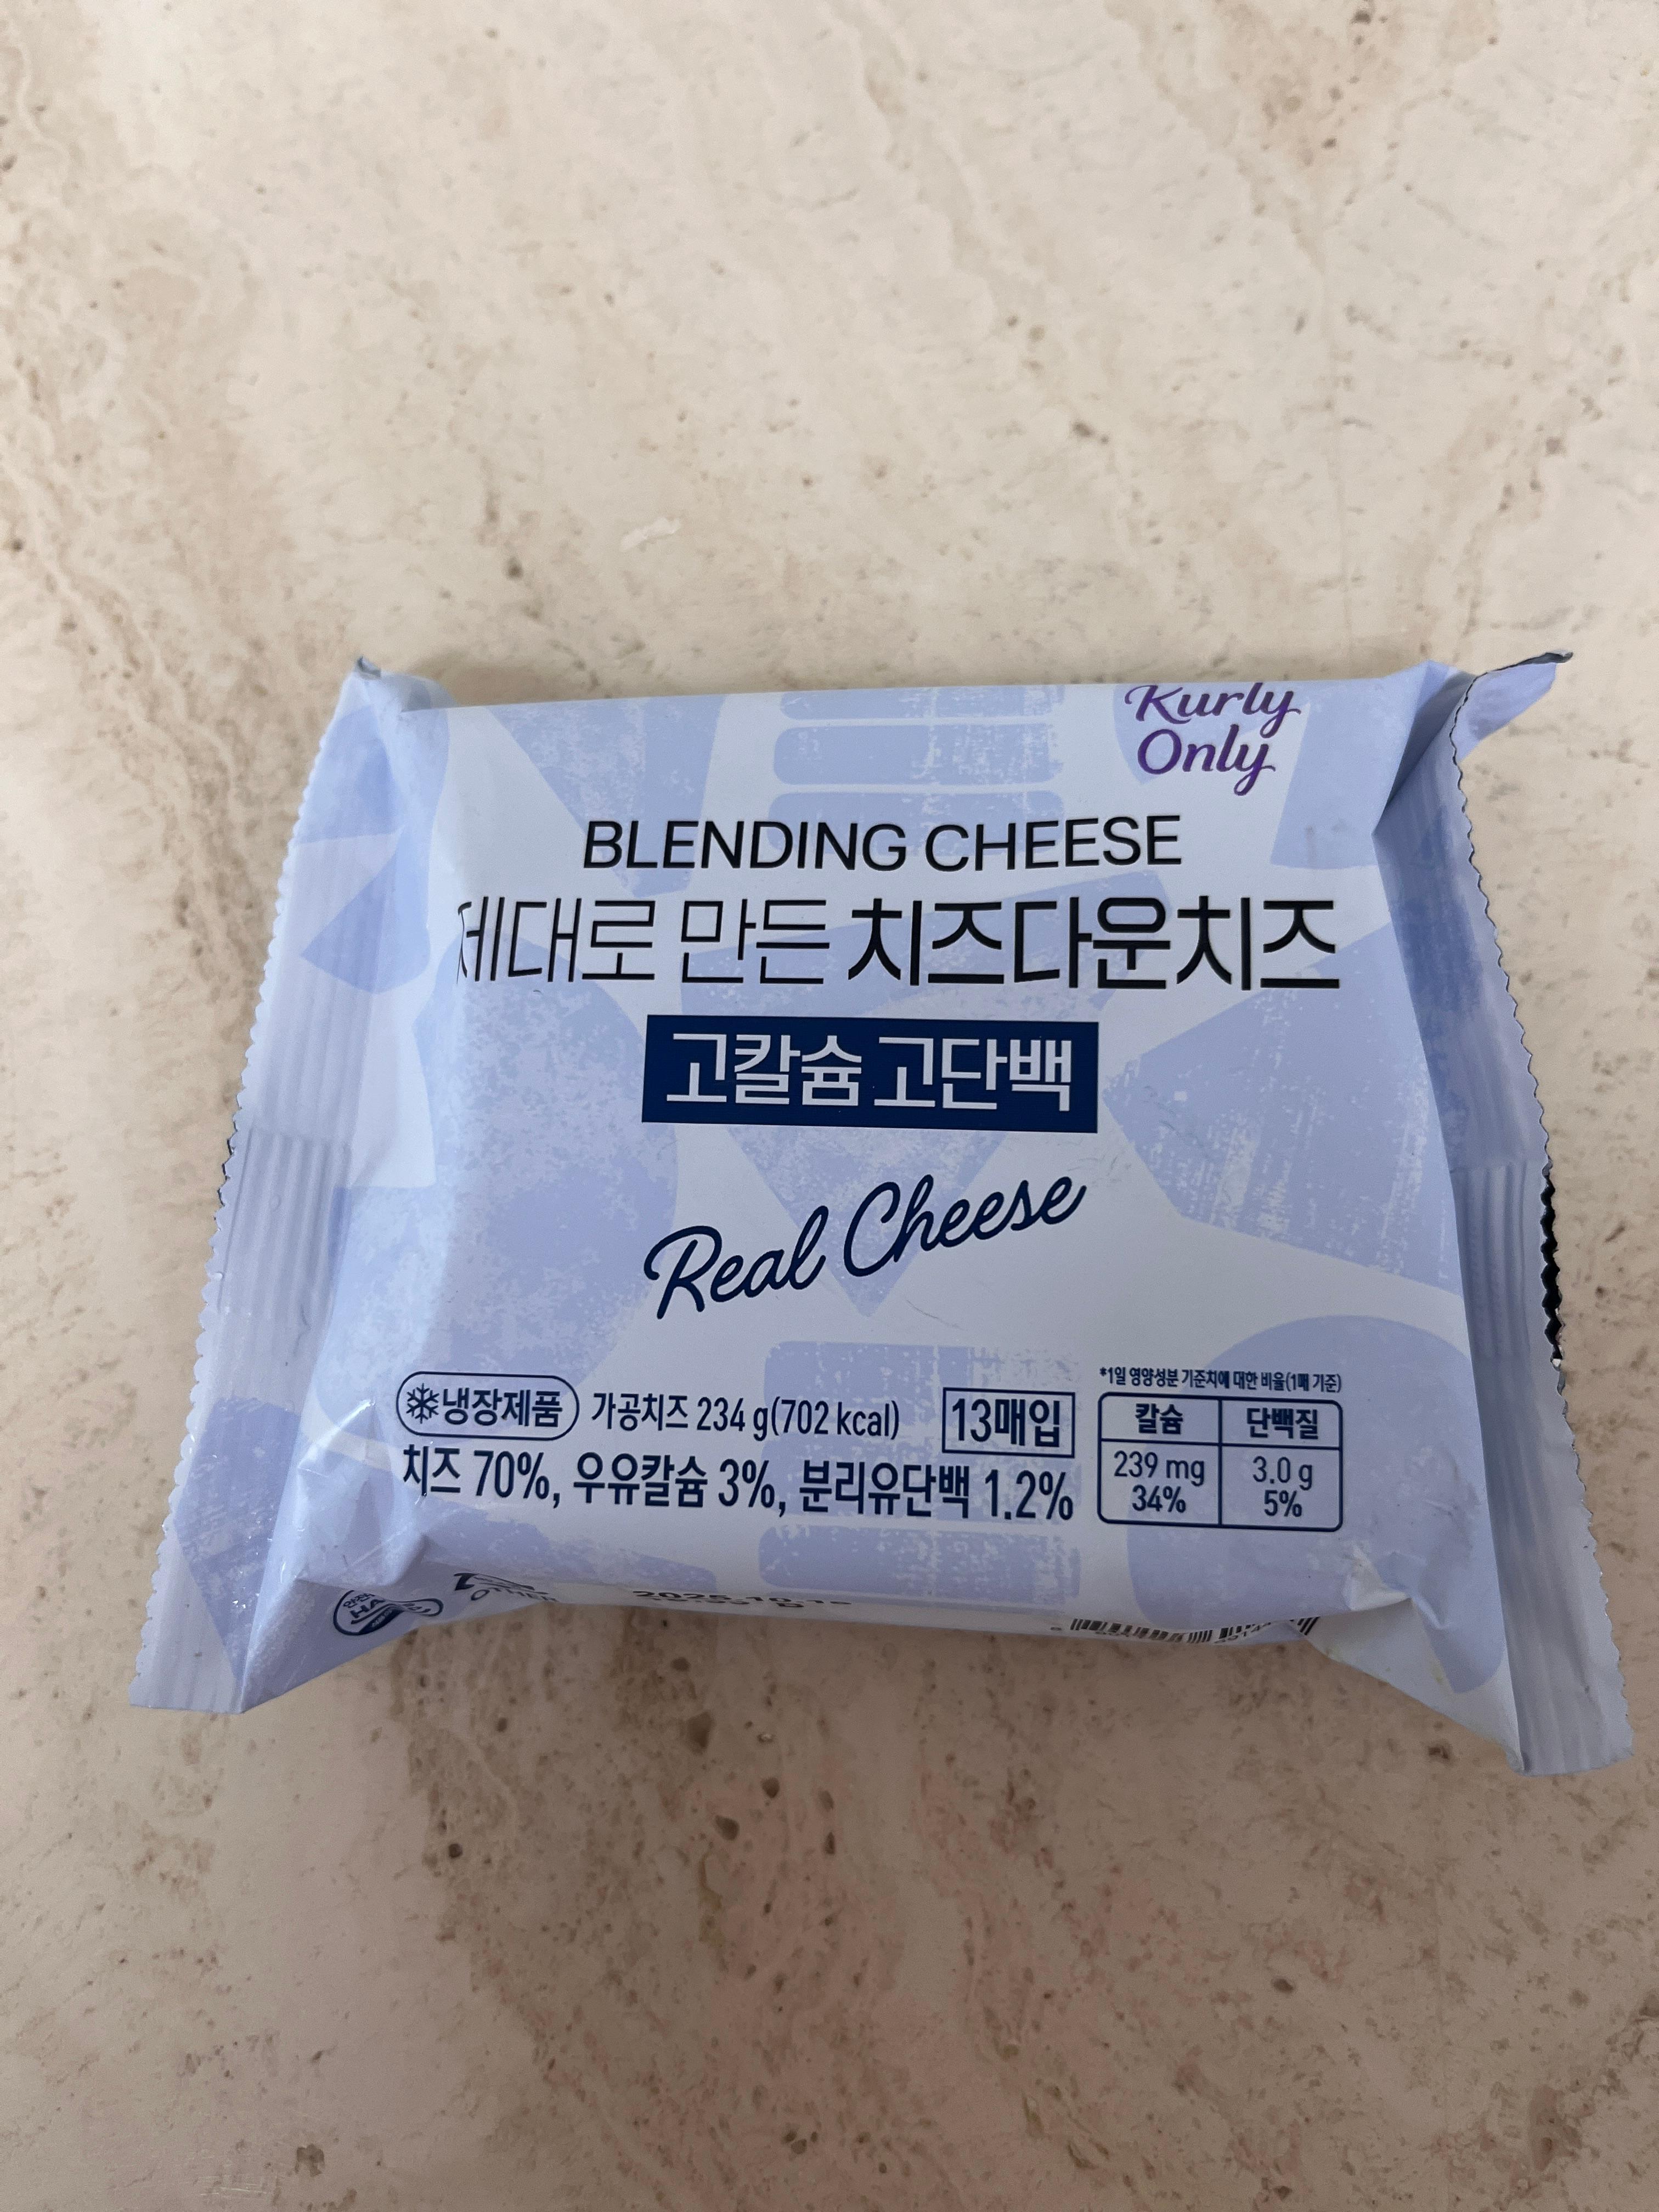 Kurly
Only
BLENDING CHEESE
제대로 만든 치즈다운치즈
고칼슘 고단백
Real Cheese
냉장제품 가공치즈 234 g(702 kcal) 13매입
치즈 70%, 우유칼슘 3%, 분리유단백 1.2%
*1일 영양성분 기준치에 대한 비율(1매 기준)
칼슘 단백질
239 mg 3.0 g
34% 5%
OTHER